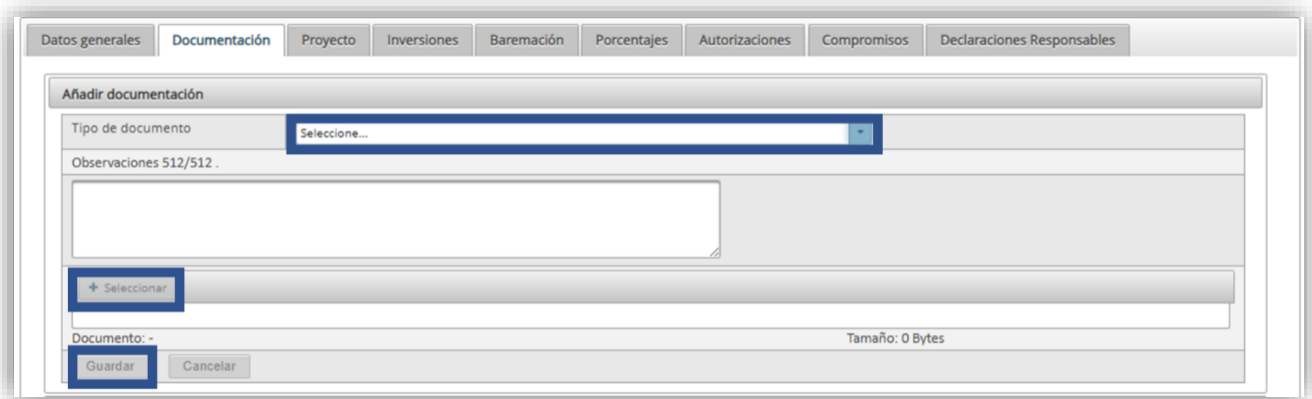 Datos generales Documentación Proyecto Inversiones Baremación Porcentajes Autorizaciones Compromisos Declaraciones Responsables
Añadir documentación
Tipo de documento Seleccione...
Observaciones 512/512 .
+ Seleccionar
Documento: - Tamaño: 0 Bytes
Guardar Cancelar